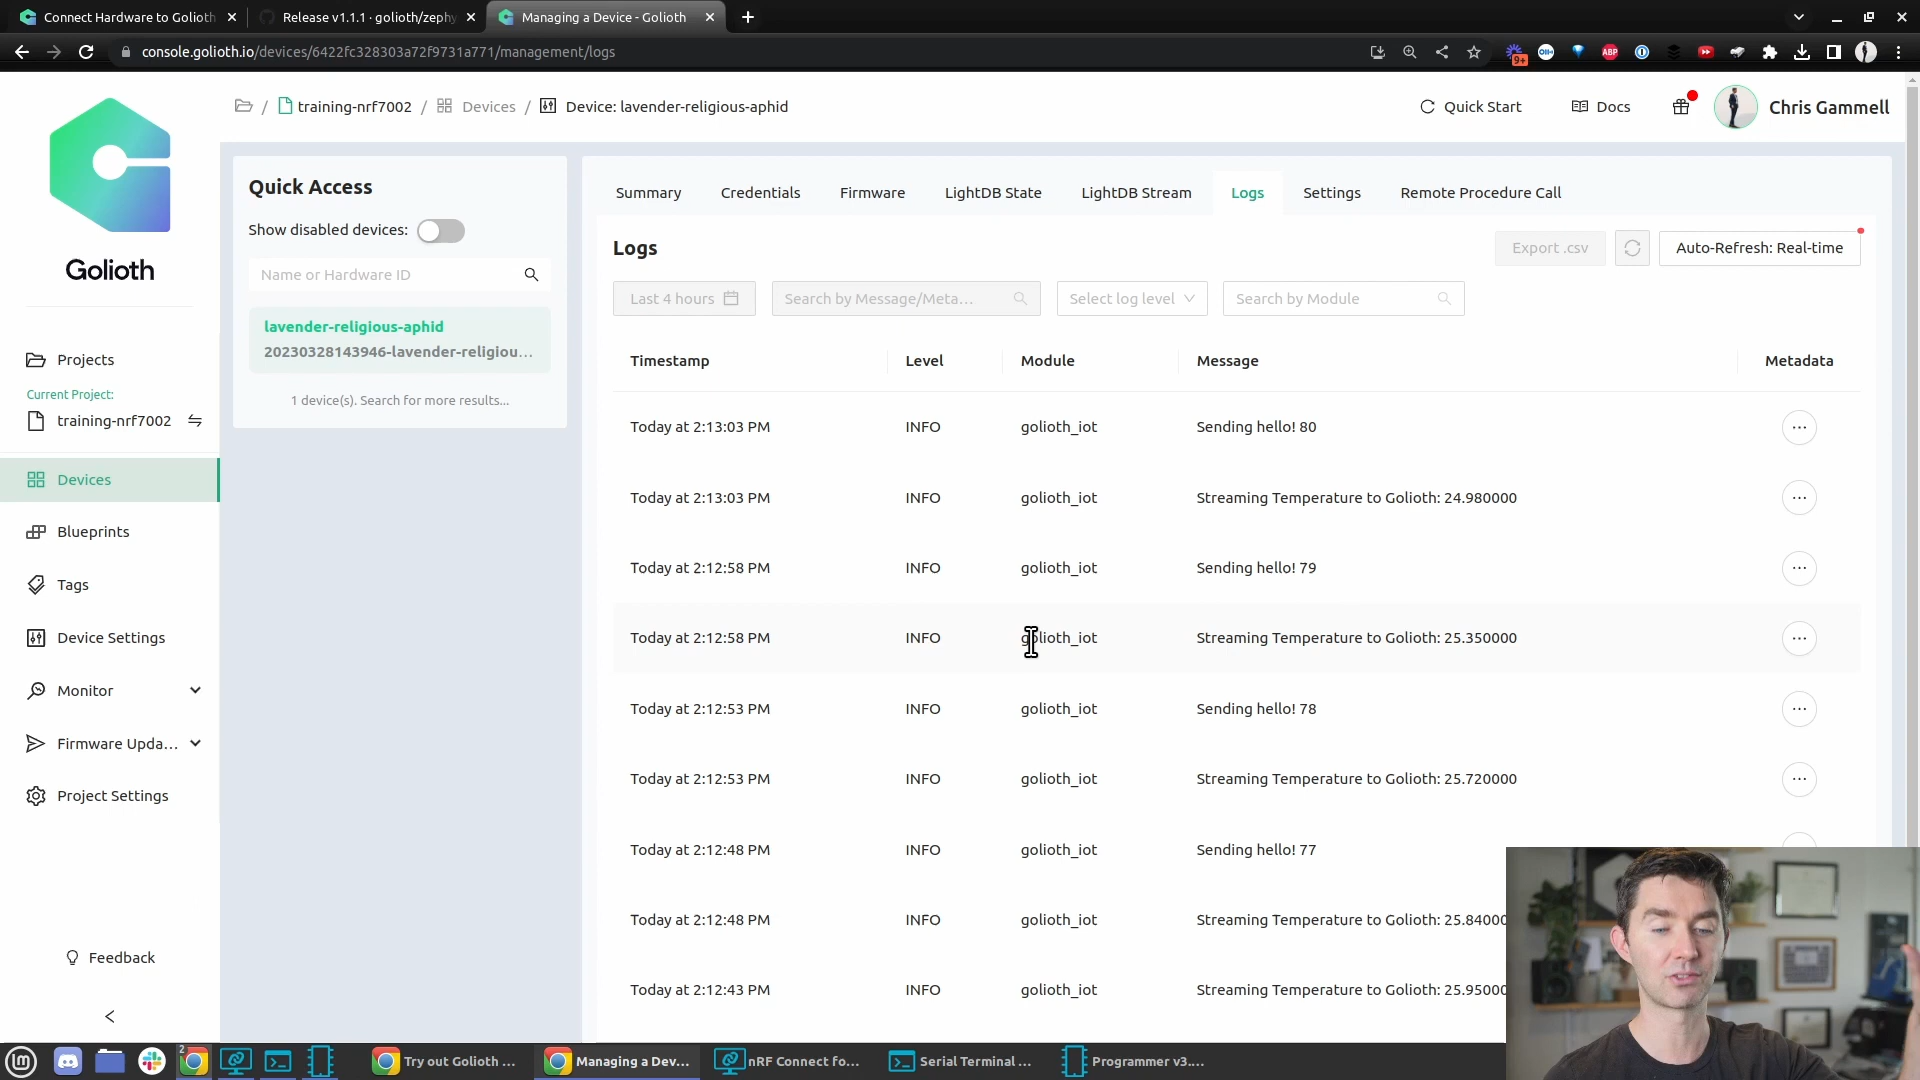 Connect Hardware to Golioth
Release v1.1.1 · golioth/zephy
Managing a Device - Golioth
console.golioth.io/devices/6422fc328303a72f9731a771/management/logs
9+
ABP
training-nrf7002 / Devices / Device: lavender-religious-aphid
Quick Start
Docs
Chris Gammell
Golioth
Projects
Current Project:
training-nrf7002
Devices
Blueprints
Tags
Device Settings
Monitor
Firmware Upda...
Project Settings
Feedback
Quick Access
Show disabled devices:
Name or Hardware ID
lavender-religious-aphid
20230328143946-lavender-religiou...
1 device(s). Search for more results...
Summary Credentials Firmware LightDB State LightDB Stream Logs Settings Remote Procedure Call
Logs
Export .csv
Auto-Refresh: Real-time
Last 4 hours
Search by Message/Meta...
Select log level
Search by Module
Timestamp Level Module Message Metadata
Today at 2:13:03 PM INFO golioth_iot Sending hello! 80
Today at 2:13:03 PM INFO golioth_iot Streaming Temperature to Golioth: 24.980000
Today at 2:12:58 PM INFO golioth_iot Sending hello! 79
Today at 2:12:58 PM INFO golioth_iot Streaming Temperature to Golioth: 25.350000
Today at 2:12:53 PM INFO golioth_iot Sending hello! 78
Today at 2:12:53 PM INFO golioth_iot Streaming Temperature to Golioth: 25.720000
Today at 2:12:48 PM INFO golioth_iot Sending hello! 77
Today at 2:12:48 PM INFO golioth_iot Streaming Temperature to Golioth: 25.84000
Today at 2:12:43 PM INFO golioth_iot Streaming Temperature to Golioth: 25.95000
2
Try out Golioth ...
Managing a Dev...
nRF Connect fo...
Serial Terminal ...
Programmer v3....